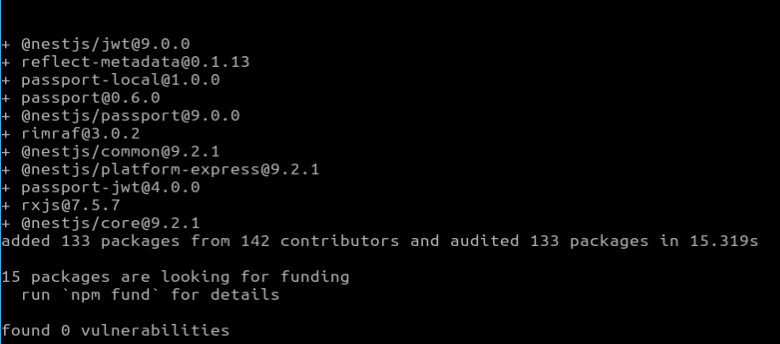 + @nestjs/jwt@9.0.0
+ reflect-metadata@0.1.13
+ passport-local@1.0.0
+ passport@0.6.0
+ @nestjs/passport@9.0.0
+ rimraf@3.0.2
+ @nestjs/common@9.2.1
+ @nestjs/platform-express@9.2.1
+ passport-jwt@4.0.0
+ rxjs@7.5.7
+ @nestjs/core@9.2.1
added 133 packages from 142 contributors and audited 133 packages in 15.319s
15 packages are looking for funding
  run `npm fund` for details
found 0 vulnerabilities